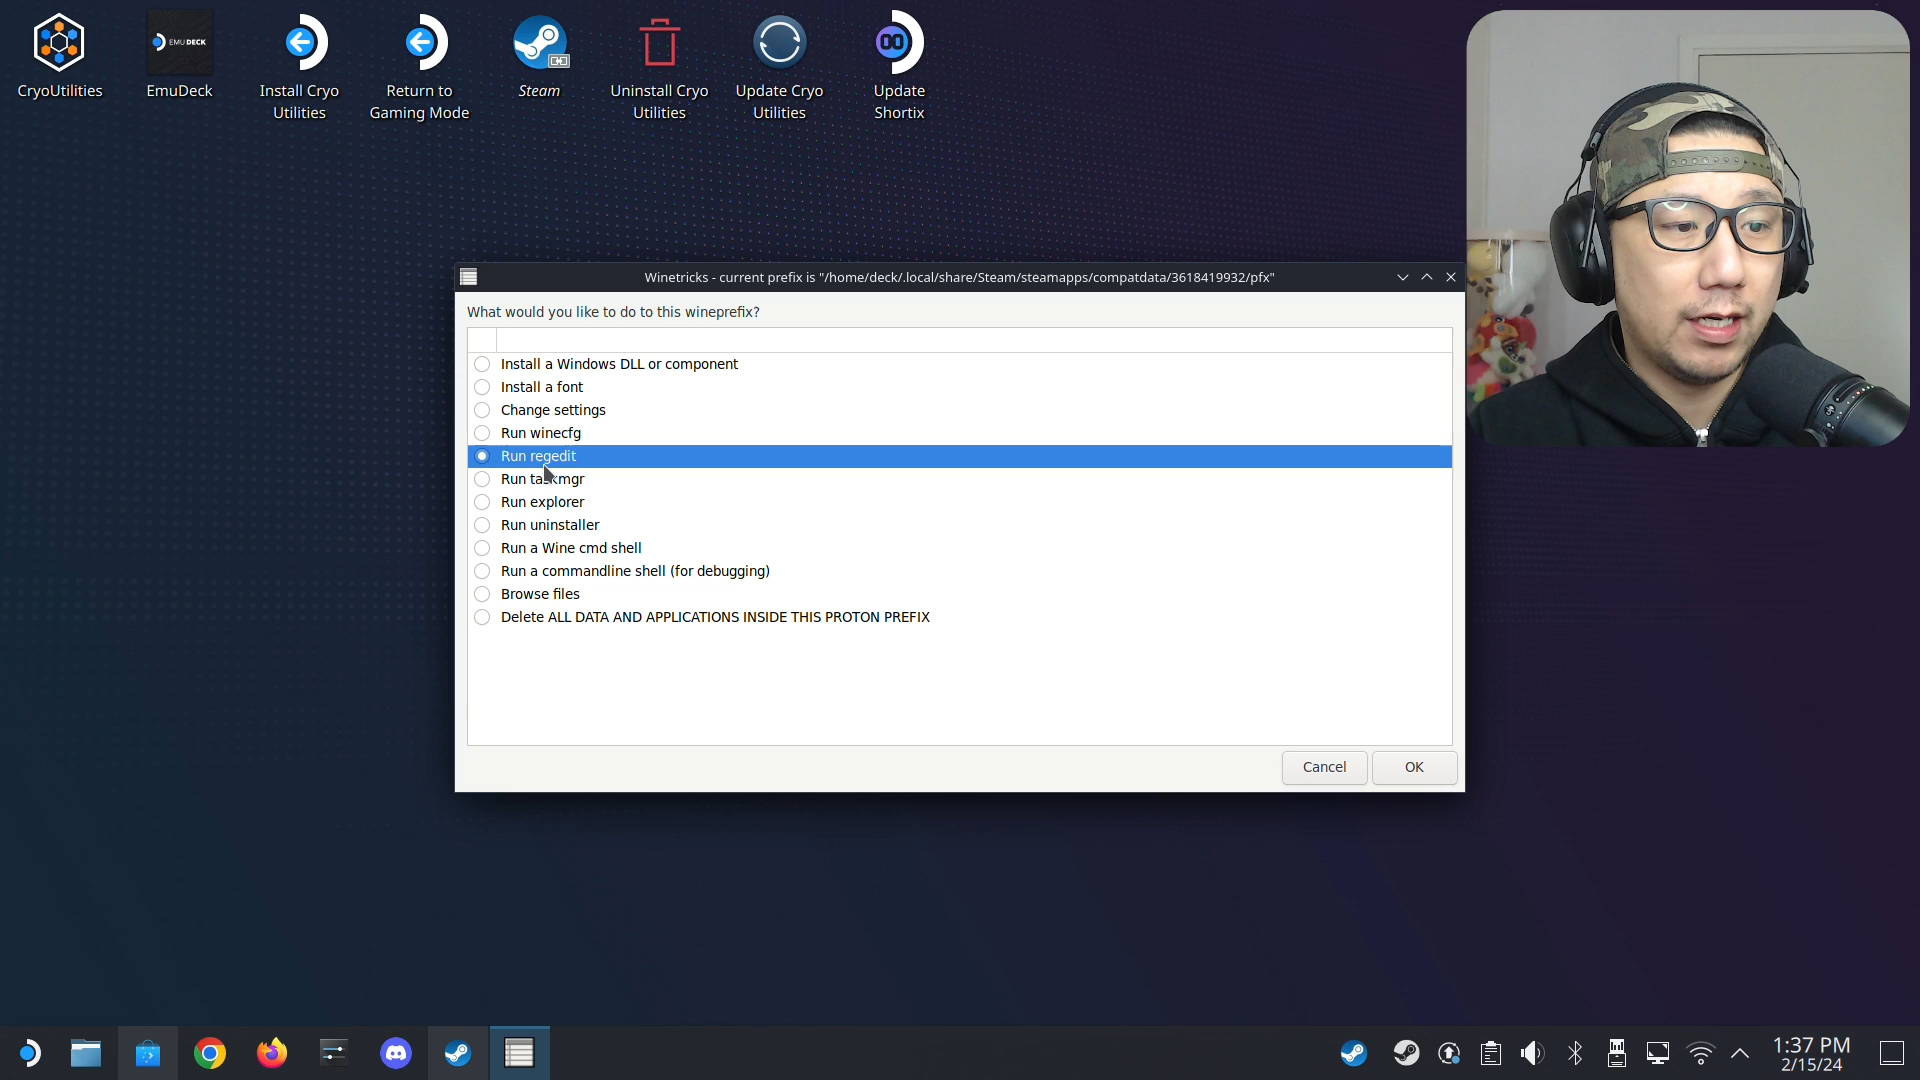 CryoUtilities
EMUDECK
EmuDeck
Install Cryo
Utilities
Return to
Gaming Mode
Steam
Uninstall Cryo
Utilities
Update Cryo
Utilities
Update
Shortix
Winetricks - current prefix is "/home/deck/.local/share/Steam/steamapps/compatdata/3618419932/pfx"
What would you like to do to this wineprefix?
Install a Windows DLL or component
Install a font
Change settings
Run winecfg
Run regedit
Run taskmgr
Run explorer
Run uninstaller
Run a Wine cmd shell
Run a commandline shell (for debugging)
Browse files
Delete ALL DATA AND APPLICATIONS INSIDE THIS PROTON PREFIX
Cancel
OK
1:37 PM
2/15/24